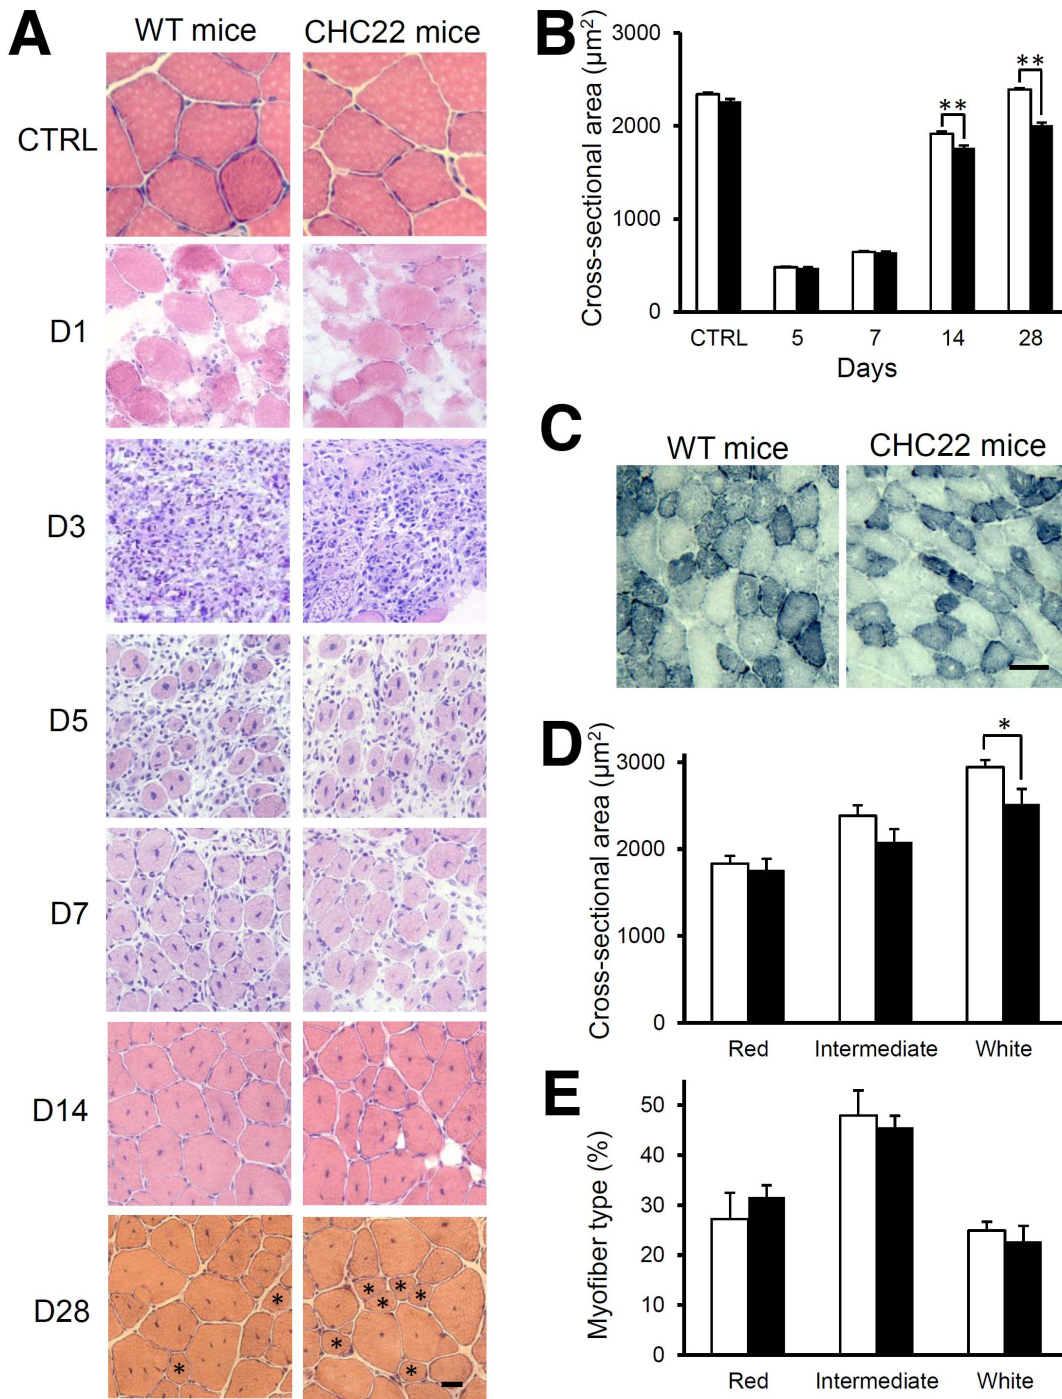 A
WT mice
CHC22 mice
CTRL
D1
D3
D5
D7
D14
D28
*
*
*
*
*
*
*
*
B
Cross-sectional area (µm²)
3000
2000
1000
0
**
**
CTRL
5
7
14
28
Days
C
WT mice
CHC22 mice
D
Cross-sectional area (µm²)
3000
2000
1000
0
*
Red
Intermediate
White
E
Myofiber type (%)
50
40
30
20
10
0
Red
Intermediate
White